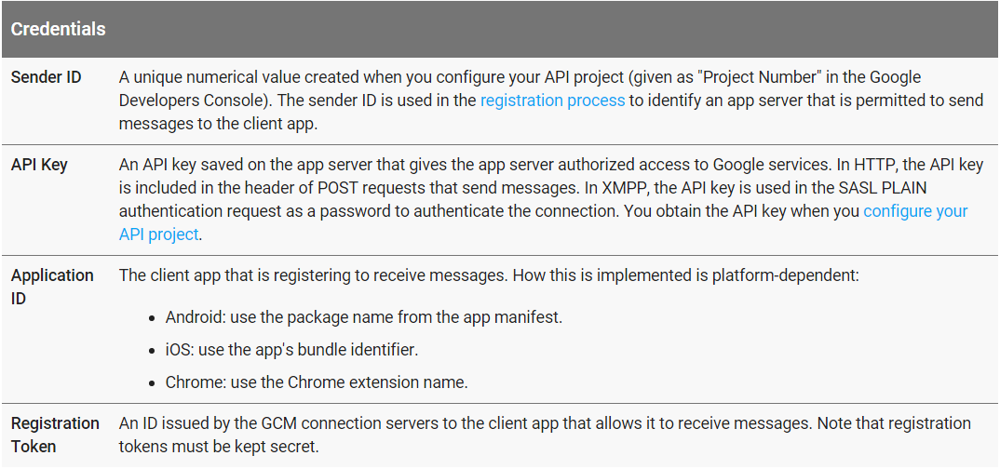 Credentials
Sender ID
A unique numerical value created when you configure your API project (given as "Project Number" in the Google
Developers Console). The sender ID is used in the registration process to identify an app server that is permitted to send
messages to the client app.
API Key
An API key saved on the app server that gives the app server authorized access to Google services. In HTTP, the API key
is included in the header of POST requests that send messages. In XMPP, the API key is used in the SASL PLAIN
authentication request as a password to authenticate the connection. You obtain the API key when you configure your
API project.
Application
ID
The client app that is registering to receive messages. How this is implemented is platform-dependent:
• Android: use the package name from the app manifest.
• iOS: use the app's bundle identifier.
• Chrome: use the Chrome extension name.
Registration
Token
An ID issued by the GCM connection servers to the client app that allows it to receive messages. Note that registration
tokens must be kept secret.